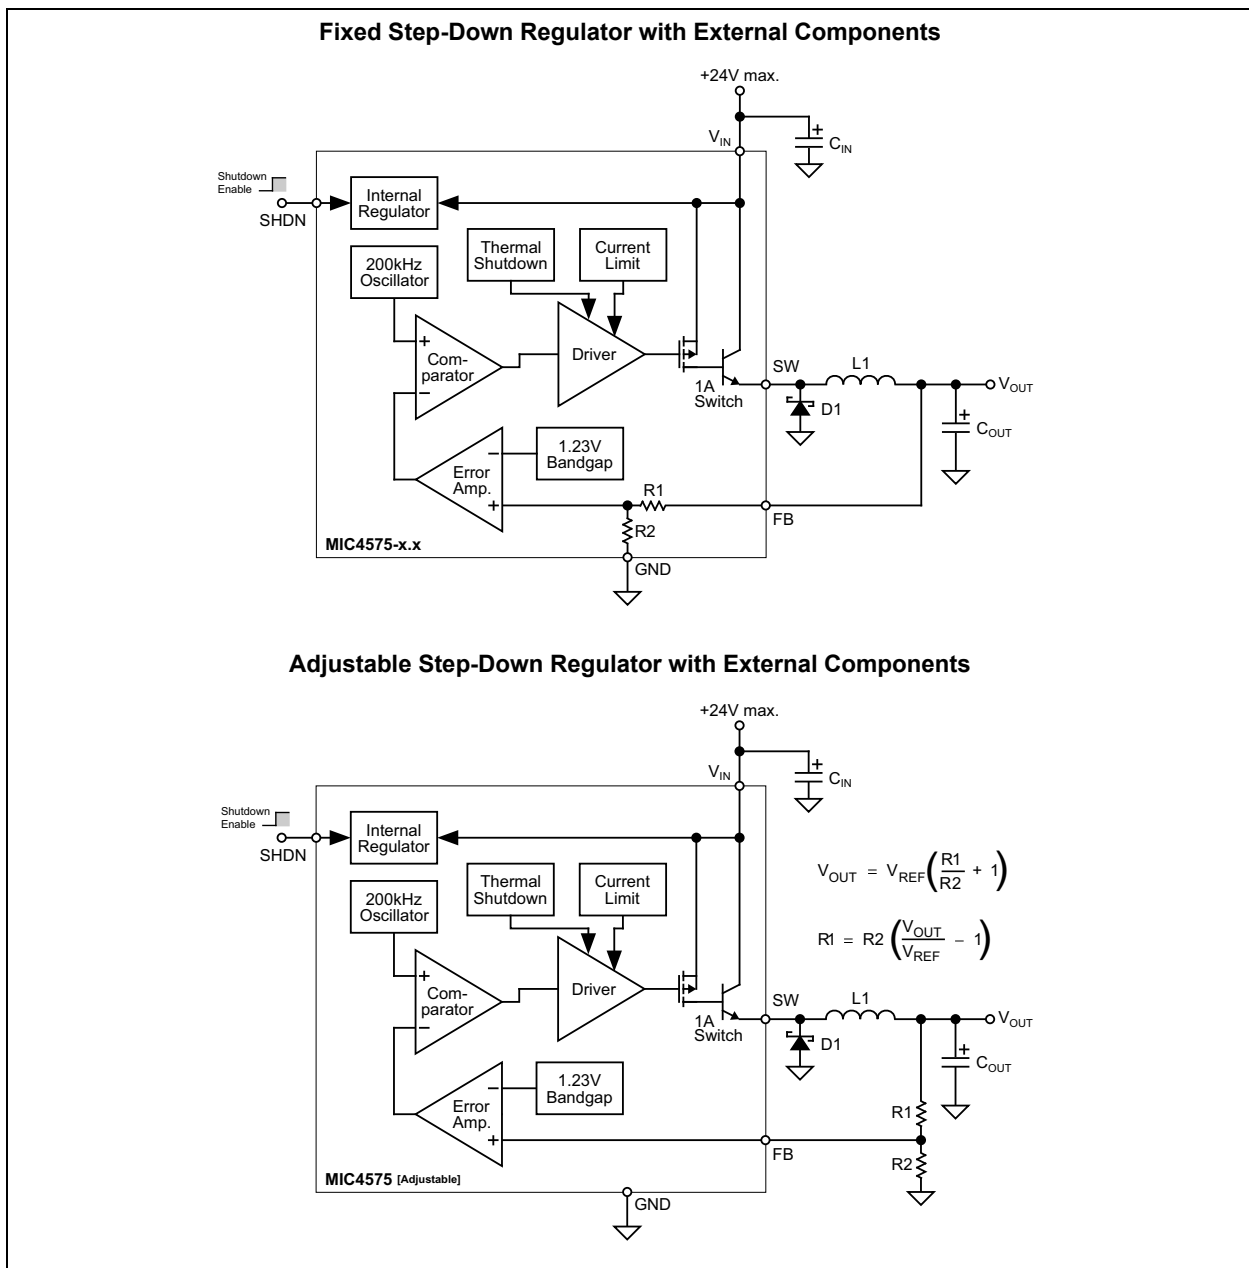 Fixed Step-Down Regulator with External Components
+24V max.
VIN
+
CIN
Shutdown
Enable
SHDN
Internal
Regulator
Thermal
Shutdown
Current
Limit
200kHz
Oscillator
+
Com-
parator
−
Driver
1A
Switch
SW
L1
VOUT
D1
+
COUT
Error
Amp.
−
+
1.23V
Bandgap
R1
R2
FB
MIC4575-x.x
GND
Adjustable Step-Down Regulator with External Components
+24V max.
VIN
+
CIN
Shutdown
Enable
SHDN
Internal
Regulator
Thermal
Shutdown
Current
Limit
VOUT = VREF(R1/R2 + 1)
R1 = R2 (VOUT/VREF − 1)
200kHz
Oscillator
+
Com-
parator
−
Driver
1A
Switch
SW
L1
VOUT
D1
+
COUT
Error
Amp.
−
+
1.23V
Bandgap
R1
R2
FB
MIC4575 [Adjustable]
GND